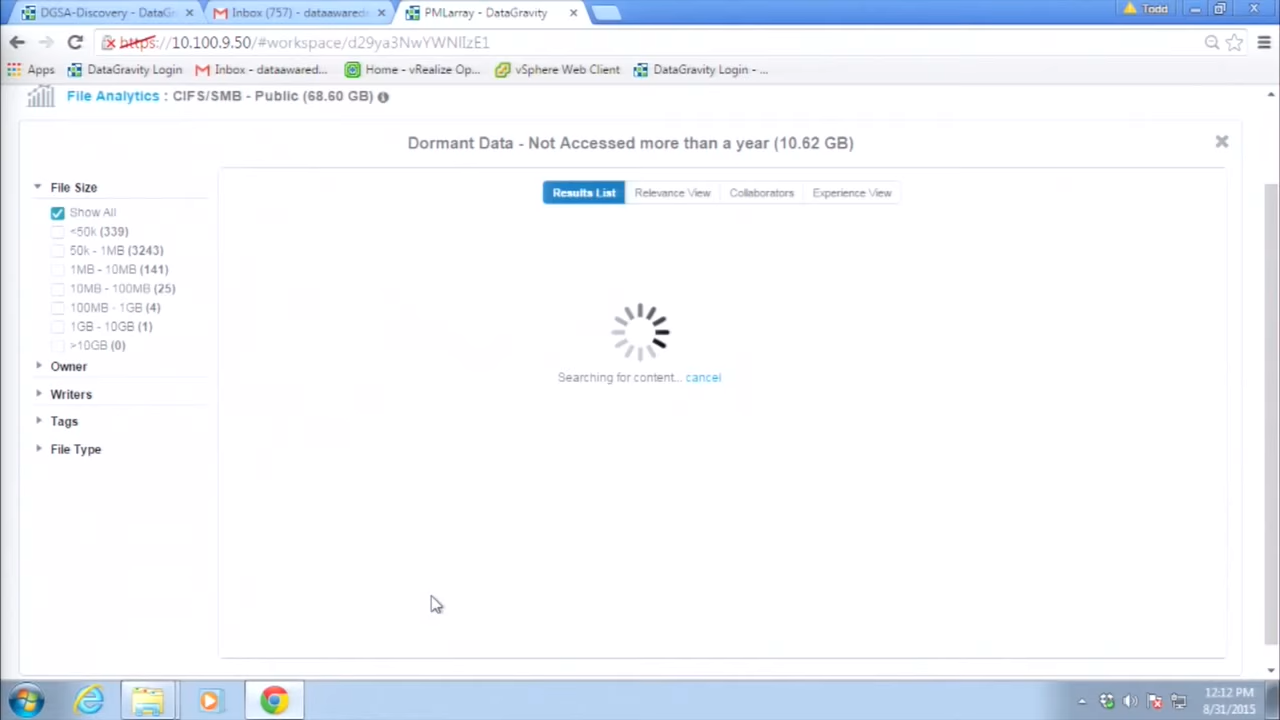 DGSA-Discovery - DataGr
Inbox (757) - dataawared
PMLarray - DataGravity
Todd
https://10.100.9.50/#workspace/d29ya3NwYWNlIzE1
Apps
DataGravity Login
Inbox - dataawared...
Home - vRealize Op...
vSphere Web Client
DataGravity Login - ...
File Analytics : CIFS/SMB - Public (68.60 GB)
Dormant Data - Not Accessed more than a year (10.62 GB)
File Size
Show All
<50k (339)
50k - 1MB (3243)
1MB - 10MB (141)
10MB - 100MB (25)
100MB - 1GB (4)
1GB - 10GB (1)
>10GB (0)
Owner
Writers
Tags
File Type
Results List
Relevance View
Collaborators
Experience View
Searching for content... cancel
12:12 PM
8/31/2015